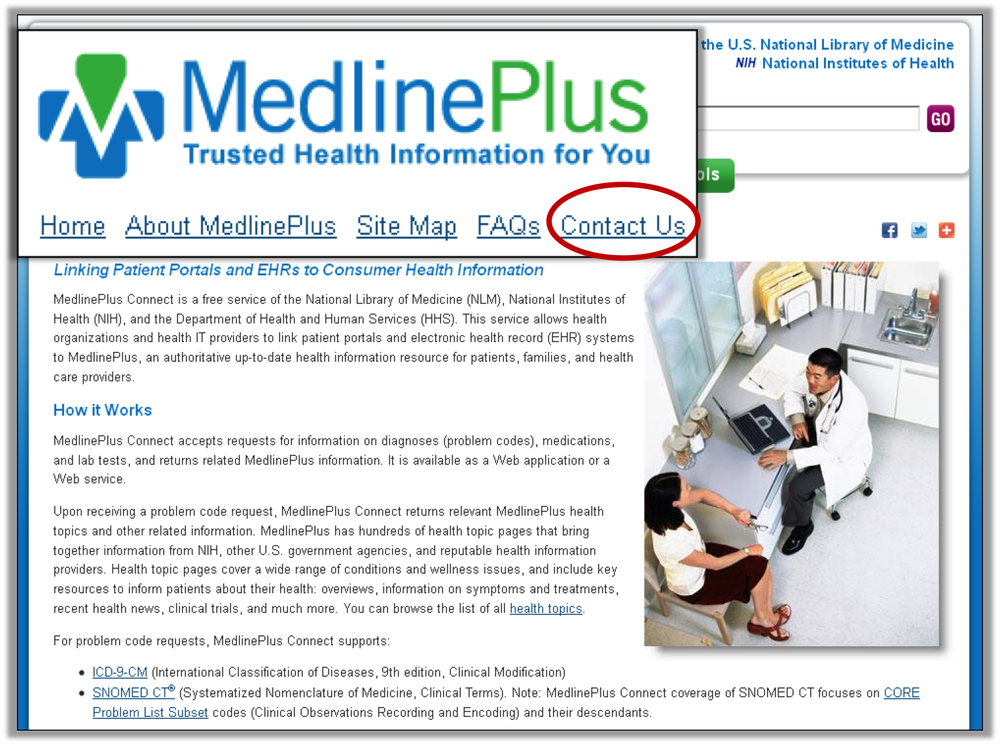 MedlinePlus
Trusted Health Information for You
Home About MedlinePlus Site Map FAQs Contact Us
the U.S. National Library of Medicine
NIH National Institutes of Health
GO
ols
Linking Patient Portals and EHRs to Consumer Health Information
MedlinePlus Connect is a free service of the National Library of Medicine (NLM), National Institutes of
Health (NIH), and the Department of Health and Human Services (HHS). This service allows health
organizations and health IT providers to link patient portals and electronic health record (EHR) systems
to MedlinePlus, an authoritative up-to-date health information resource for patients, families, and health
care providers.
How it Works
MedlinePlus Connect accepts requests for information on diagnoses (problem codes), medications,
and lab tests, and returns related MedlinePlus information. It is available as a Web application or a
Web service.
Upon receiving a problem code request, MedlinePlus Connect returns relevant MedlinePlus health
topics and other related information. MedlinePlus has hundreds of health topic pages that bring
together information from NIH, other U.S. government agencies, and reputable health information
providers. Health topic pages cover a wide range of conditions and wellness issues, and include key
resources to inform patients about their health: overviews, information on symptoms and treatments,
recent health news, clinical trials, and much more. You can browse the list of all health topics.
For problem code requests, MedlinePlus Connect supports:
• ICD-9-CM (International Classification of Diseases, 9th edition, Clinical Modification)
• SNOMED CT® (Systematized Nomenclature of Medicine, Clinical Terms). Note: MedlinePlus Connect coverage of SNOMED CT focuses on CORE
Problem List Subset codes (Clinical Observations Recording and Encoding) and their descendants.